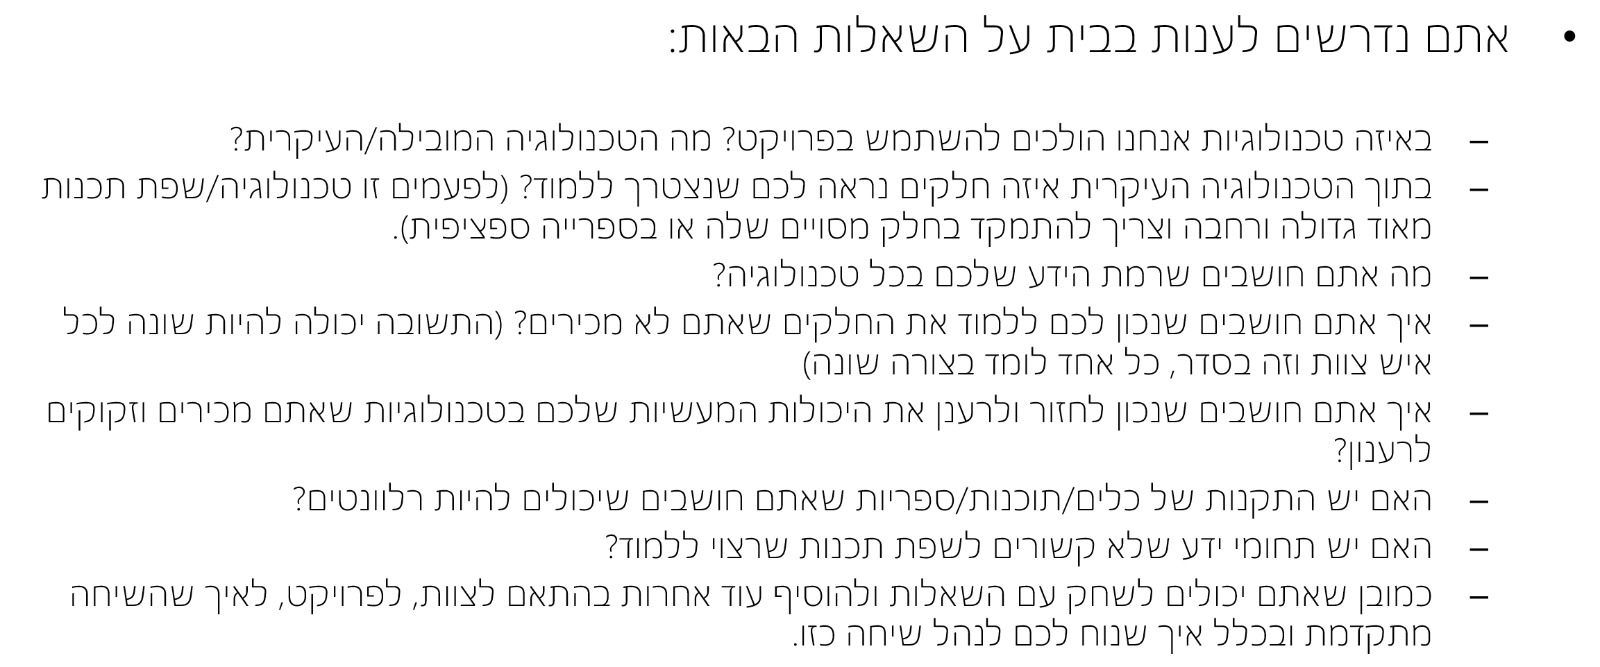 • אתם נדרשים לענות בבית על השאלות הבאות:
– באיזה טכנולוגיות אנחנו הולכים להשתמש בפרויקט? מה הטכנולוגיה המובילה/העיקרית?
– בתוך הטכנולוגיה העיקרית איזה חלקים נראה לכם שנצטרך ללמוד? (לפעמים זו טכנולוגיה/שפת תכנות
מאוד גדולה ורחבה וצריך להתמקד בחלק מסויים שלה או בספרייה ספציפית).
– מה אתם חושבים שרמת הידע שלכם בכל טכנולוגיה?
– איך אתם חושבים שנכון לכם ללמוד את החלקים שאתם לא מכירים? (התשובה יכולה להיות שונה לכל
איש צוות וזה בסדר, כל אחד לומד בצורה שונה)
– איך אתם חושבים שנכון לחזור ולרענן את היכולות המעשיות שלכם בטכנולוגיות שאתם מכירים וזקוקים
לרענון?
– האם יש התקנות של כלים/תוכנות/ספריות שאתם חושבים שיכולים להיות רלוונטים?
– האם יש תחומי ידע שלא קשורים לשפת תכנות שרצוי ללמוד?
– כמובן שאתם יכולים לשחק עם השאלות ולהוסיף עוד אחרות בהתאם לצוות, לפרויקט, לאיך שהשיחה
מתקדמת ובכלל איך שנוח לכם לנהל שיחה כזו.